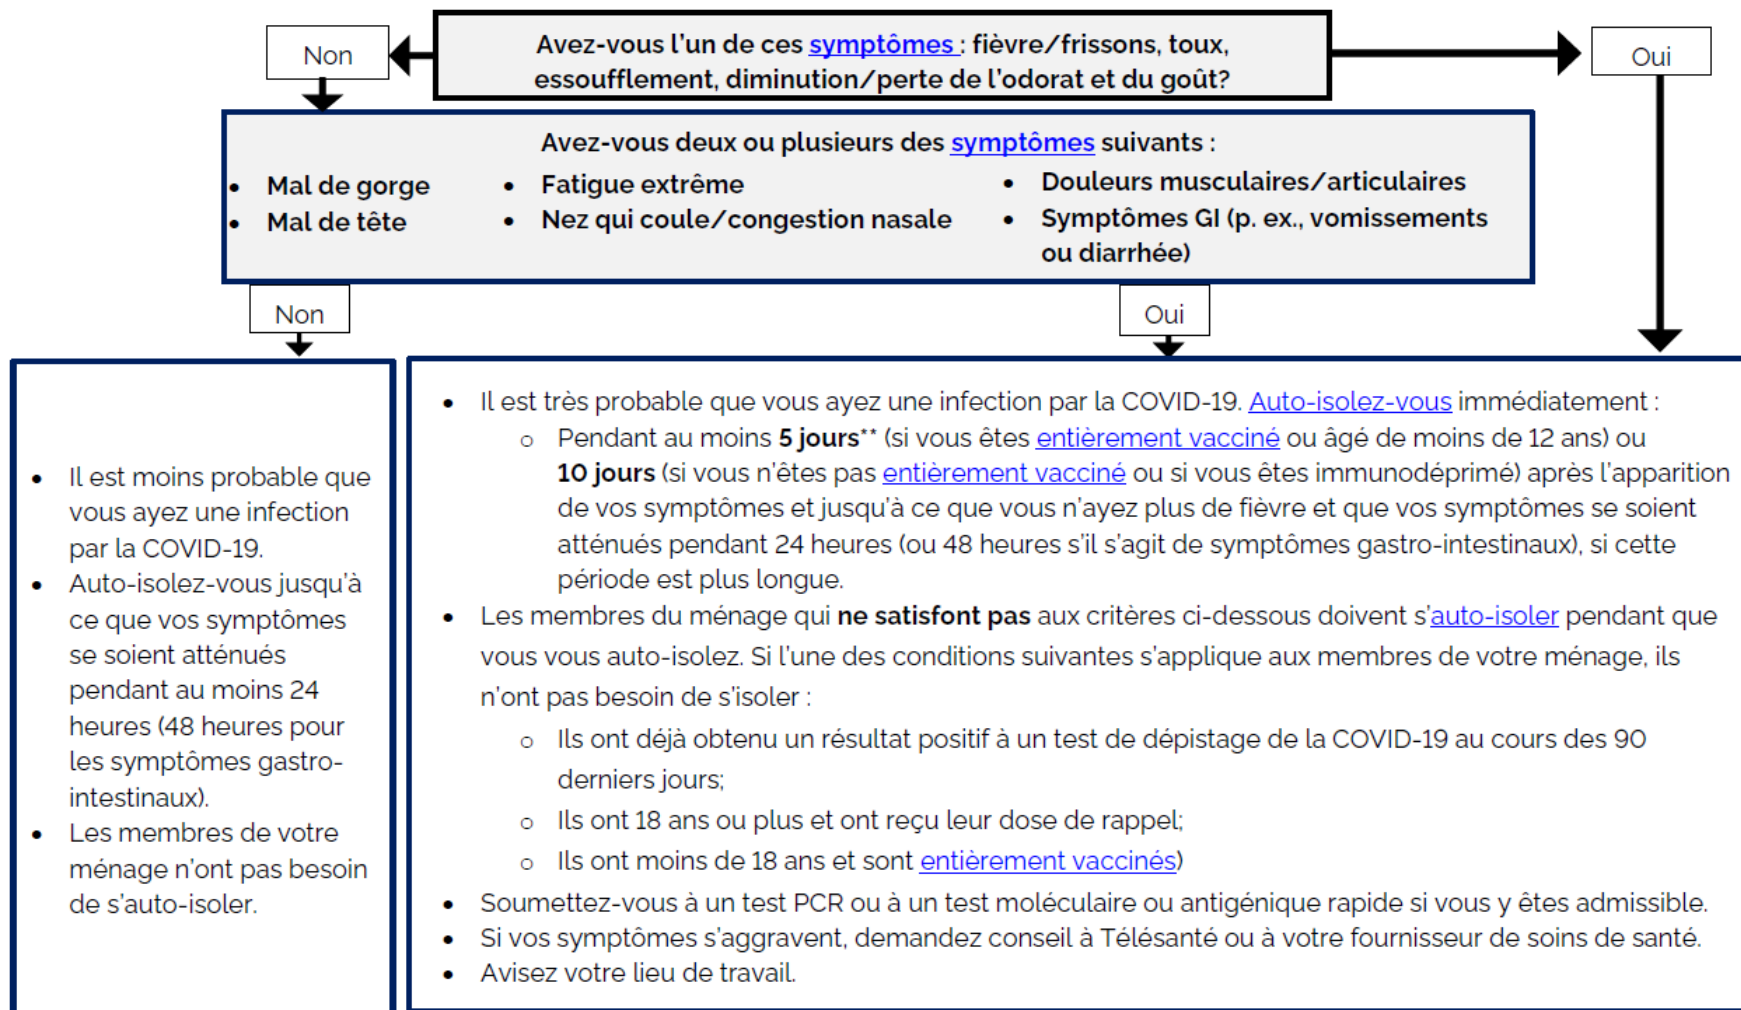 Non
Avez-vous l'un de ces symptômes : fièvre/frissons, toux,
essoufflement, diminution/perte de l'odorat et du goût?
Oui
Avez-vous deux ou plusieurs des symptômes suivants :
• Mal de gorge
• Mal de tête
• Fatigue extrême
• Nez qui coule/congestion nasale
• Douleurs musculaires/articulaires
• Symptômes GI (p. ex., vomissements
ou diarrhée)
Non
Oui
• Il est moins probable que
vous ayez une infection
par la COVID-19.
• Auto-isolez-vous jusqu'à
ce que vos symptômes
se soient atténués
pendant au moins 24
heures (48 heures pour
les symptômes gastro-
intestinaux).
• Les membres de votre
ménage n'ont pas besoin
de s'auto-isoler.
• Il est très probable que vous ayez une infection par la COVID-19. Auto-isolez-vous immédiatement :
o Pendant au moins 5 jours** (si vous êtes entièrement vacciné ou âgé de moins de 12 ans) ou
10 jours (si vous n'êtes pas entièrement vacciné ou si vous êtes immunodéprimé) après l'apparition
de vos symptômes et jusqu'à ce que vous n'ayez plus de fièvre et que vos symptômes se soient
atténués pendant 24 heures (ou 48 heures s'il s'agit de symptômes gastro-intestinaux), si cette
période est plus longue.
• Les membres du ménage qui ne satisfont pas aux critères ci-dessous doivent s'auto-isoler pendant que
vous vous auto-isolez. Si l'une des conditions suivantes s'applique aux membres de votre ménage, ils
n'ont pas besoin de s'isoler :
o Ils ont déjà obtenu un résultat positif à un test de dépistage de la COVID-19 au cours des 90
derniers jours;
o Ils ont 18 ans ou plus et ont reçu leur dose de rappel;
o Ils ont moins de 18 ans et sont entièrement vaccinés)
• Soumettez-vous à un test PCR ou à un test moléculaire ou antigénique rapide si vous y êtes admissible.
• Si vos symptômes s'aggravent, demandez conseil à Télésanté ou à votre fournisseur de soins de santé.
• Avisez votre lieu de travail.